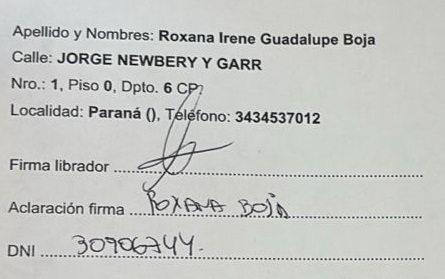 Apellido y Nombres: Roxana Irene Guadalupe Boja
Calle: JORGE NEWBERY Y GARR
Nro.: 1, Piso 0, Dpto. 6 CP:
Localidad: Paraná (), Teléfono: 3434537012
Firma librador
Aclaración firma ROXANA BOJA
DNI 30906744.